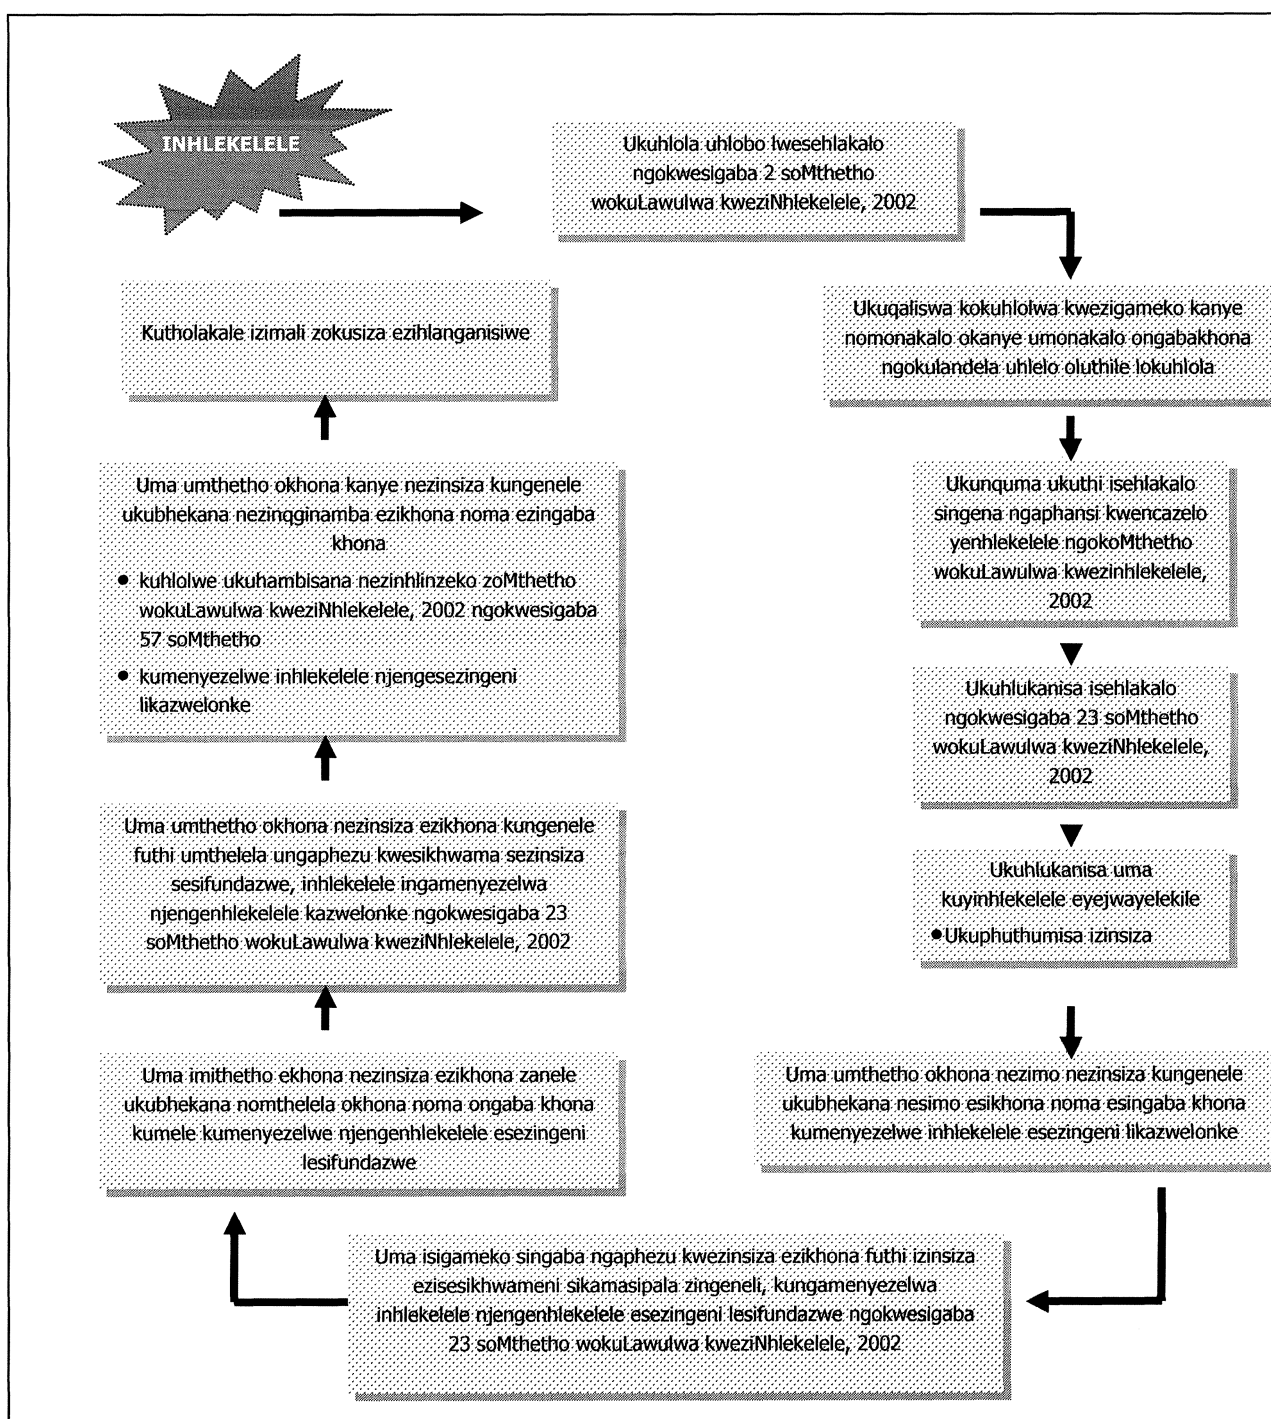 INHLEKELELE
Ukuhlola uhlobo lwesehlakalo
ngokwesigaba 2 soMthetho
wokuLawulwa kweziNhlekelele, 2002
Ukuqaliswa kokuhlolwa kwezigameko kanye
nomonakalo okanye umonakalo ongabakhona
ngokulandela uhlelo oluthile lokuhlola
Ukunquma ukuthi isehlakalo
singena ngaphansi kwencazelo
yenhlekelele ngokoMthetho
wokuLawulwa kwezinhlekelele,
2002
Ukuhlukanisa isehlakalo
ngokwesigaba 23 soMthetho
wokuLawulwa kweziNhlekelele,
2002
Ukuhlukanisa uma
kuyinhlekelele eyejwayelekile
●Ukuphuthumisa izinsiza
Uma umthetho okhona nezimo nezinsiza kungenele
ukubhekana nesimo esikhona noma esingaba khona
kumenyezelwe inhlekelele esezingeni likazwelonke
Uma isigameko singaba ngaphezu kwezinsiza ezikhona futhi izinsiza
ezisesikhwameni sikamasipala zingeneli, kungamenyezelwa
inhlekelele njengenhlekelele esezingeni lesifundazwe ngokwesigaba
23 soMthetho wokuLawulwa kweziNhlekelele, 2002
Uma imithetho ekhona nezinsiza ezikhona zanele
ukubhekana nomthelela okhona noma ongaba khona
kumele kumenyezelwe njengenhlekelele esezingeni
lesifundazwe
Uma umthetho okhona nezinsiza ezikhona kungenele
futhi umthelela ungaphezu kwesikhwama sezinsiza
sesifundazwe, inhlekelele ingamenyezelwa
njengenhlekelele kazwelonke ngokwesigaba 23
soMthetho wokuLawulwa kweziNhlekelele, 2002
Uma umthetho okhona kanye nezinsiza kungenele
ukubhekana nezinqginamba ezikhona noma ezingaba
khona
● kuhlolwe ukuhambisana nezinhlinzeko zoMthetho
wokuLawulwa kweziNhlekelele, 2002 ngokwesigaba
57 soMthetho
● kumenyezelwe inhlekelele njengesezingeni
likazwelonke
Kutholakale izimali zokusiza ezihlanganisiwe